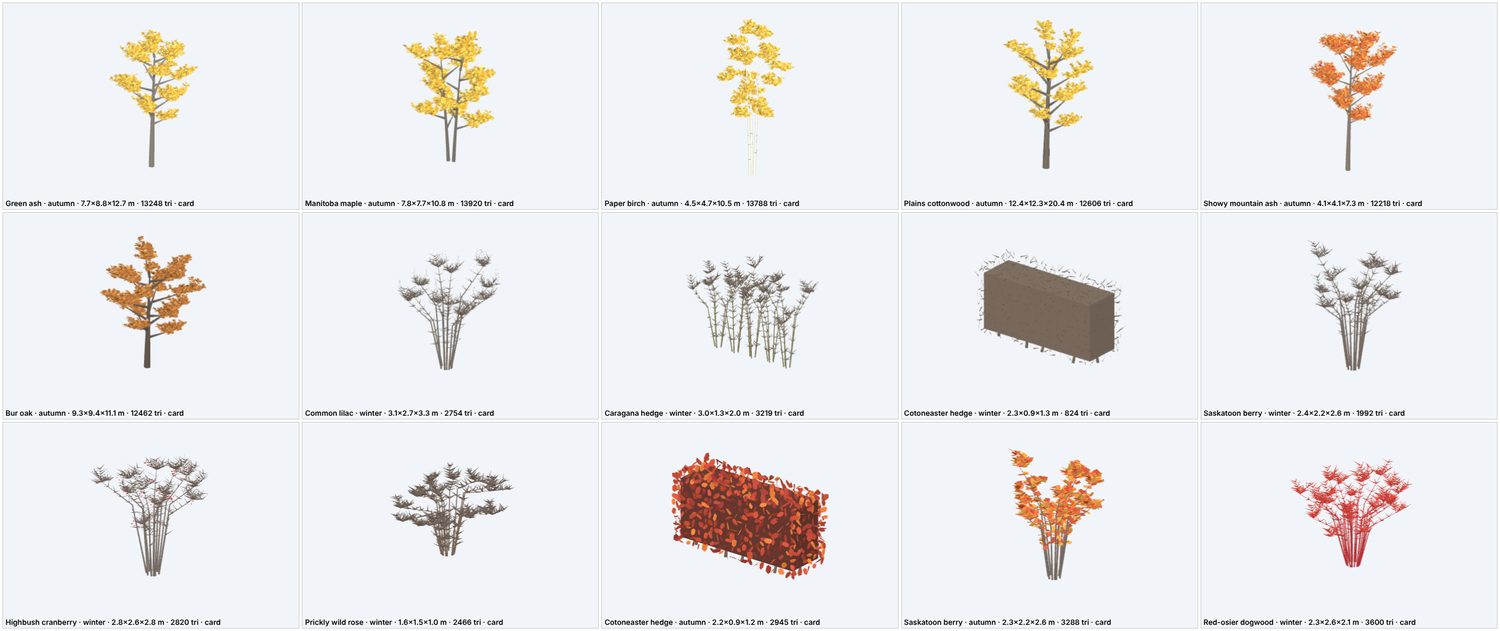 Green ash · autumn · 7.7×8.8×12.7 m · 13248 tri · card
Manitoba maple · autumn · 7.8×7.7×10.8 m · 13920 tri · card
Paper birch · autumn · 4.5×4.7×10.5 m · 13788 tri · card
Plains cottonwood · autumn · 12.4×12.3×20.4 m · 12606 tri · card
Showy mountain ash · autumn · 4.1×4.1×7.3 m · 12218 tri · card
Bur oak · autumn · 9.3×9.4×11.1 m · 12462 tri · card
Common lilac · winter · 3.1×2.7×3.3 m · 2754 tri · card
Caragana hedge · winter · 3.0×1.3×2.0 m · 3219 tri · card
Cotoneaster hedge · winter · 2.3×0.9×1.3 m · 824 tri · card
Saskatoon berry · winter · 2.4×2.2×2.6 m · 1992 tri · card
Highbush cranberry · winter · 2.8×2.6×2.8 m · 2820 tri · card
Prickly wild rose · winter · 1.6×1.5×1.0 m · 2466 tri · card
Cotoneaster hedge · autumn · 2.2×0.9×1.2 m · 2945 tri · card
Saskatoon berry · autumn · 2.3×2.2×2.6 m · 3288 tri · card
Red-osier dogwood · winter · 2.3×2.6×2.1 m · 3600 tri · card